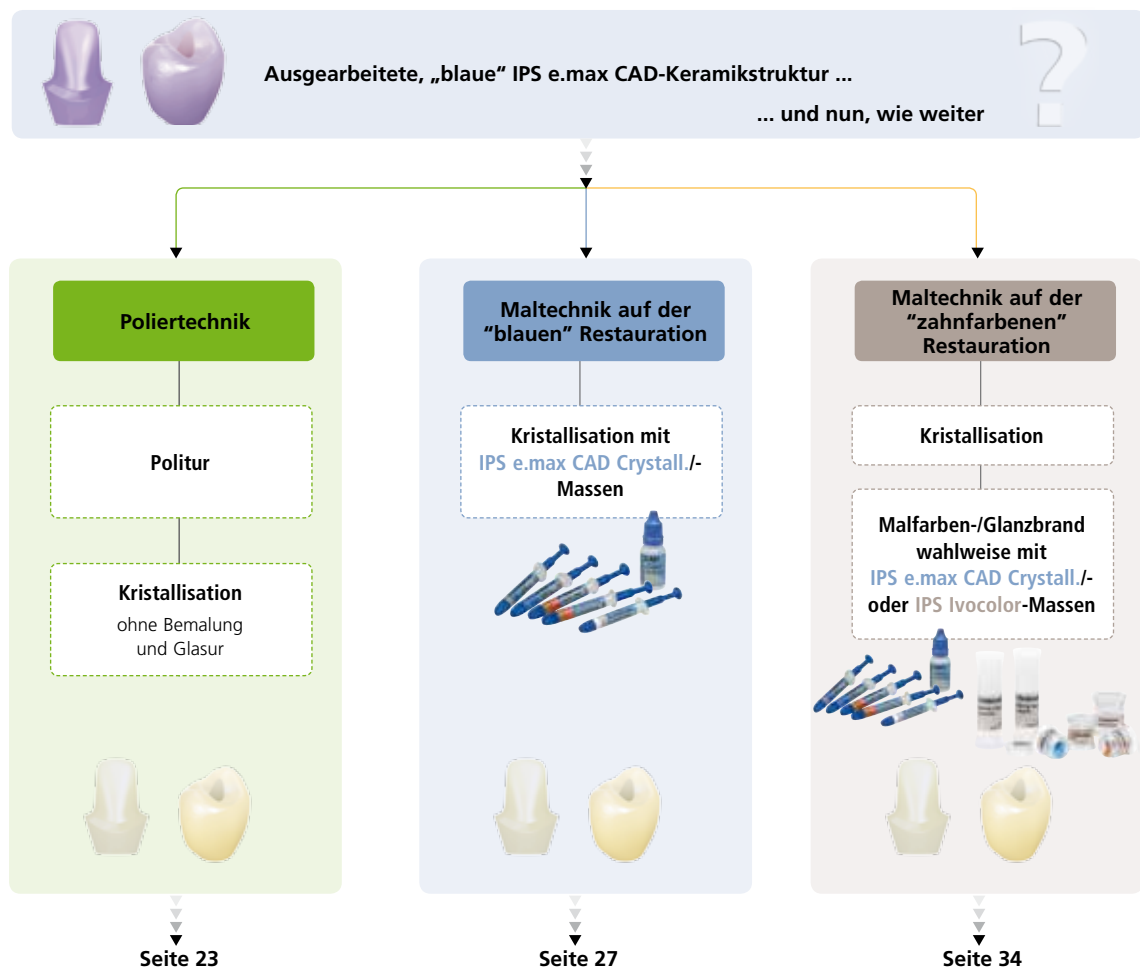 Ausgearbeitete, „blaue“ IPS e.max CAD-Keramikstruktur ...
... und nun, wie weiter
?
Poliertechnik
Politur
Kristallisation
ohne Bemalung
und Glasur
Seite 23
Maltechnik auf der
“blauen” Restauration
Kristallisation mit
IPS e.max CAD Crystall./-
Massen
Seite 27
Maltechnik auf der
“zahnfarbenen”
Restauration
Kristallisation
Malfarben-/Glanzbrand
wahlweise mit
IPS e.max CAD Crystall./-
oder IPS Ivocolor-Massen
Seite 34